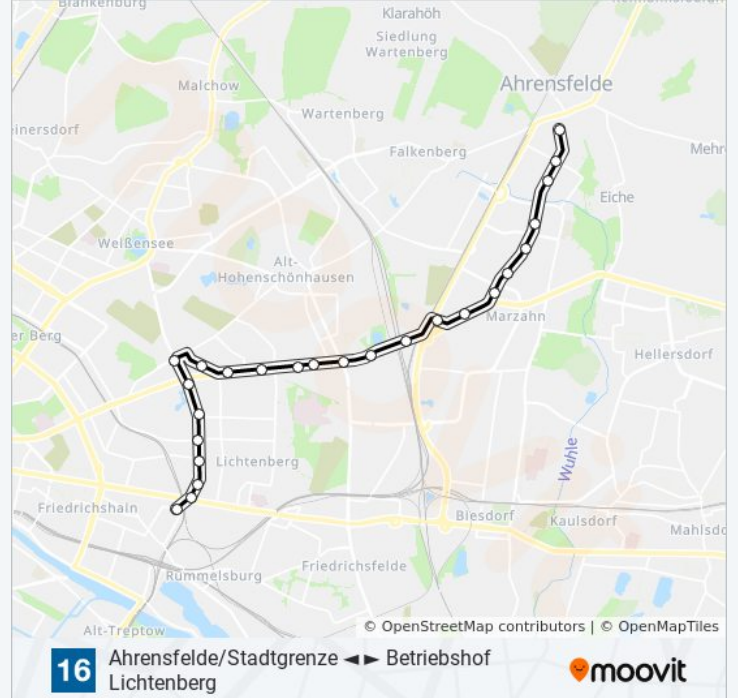 Blankenburg
Klarahöh
Siedlung
Wartenberg
Malchow
Ahrensfelde
Wartenberg
einersdorf
Falkenberg
Mehr
Eiche
Weißensee
Alt-
Hohenschönhausen
Marzahn
er Berg
Hellersdorf
Lichtenberg
Wuhle
Friedrichshain
Biesdorf
Kaulsdorf
Mahlsdo
Friedrichsfelde
Rummelsburg
Alt-Treptow
© OpenStreetMap contributors | © OpenMapTiles
16
Ahrensfelde/Stadtgrenze ◄ ► Betriebshof
Lichtenberg
moovit